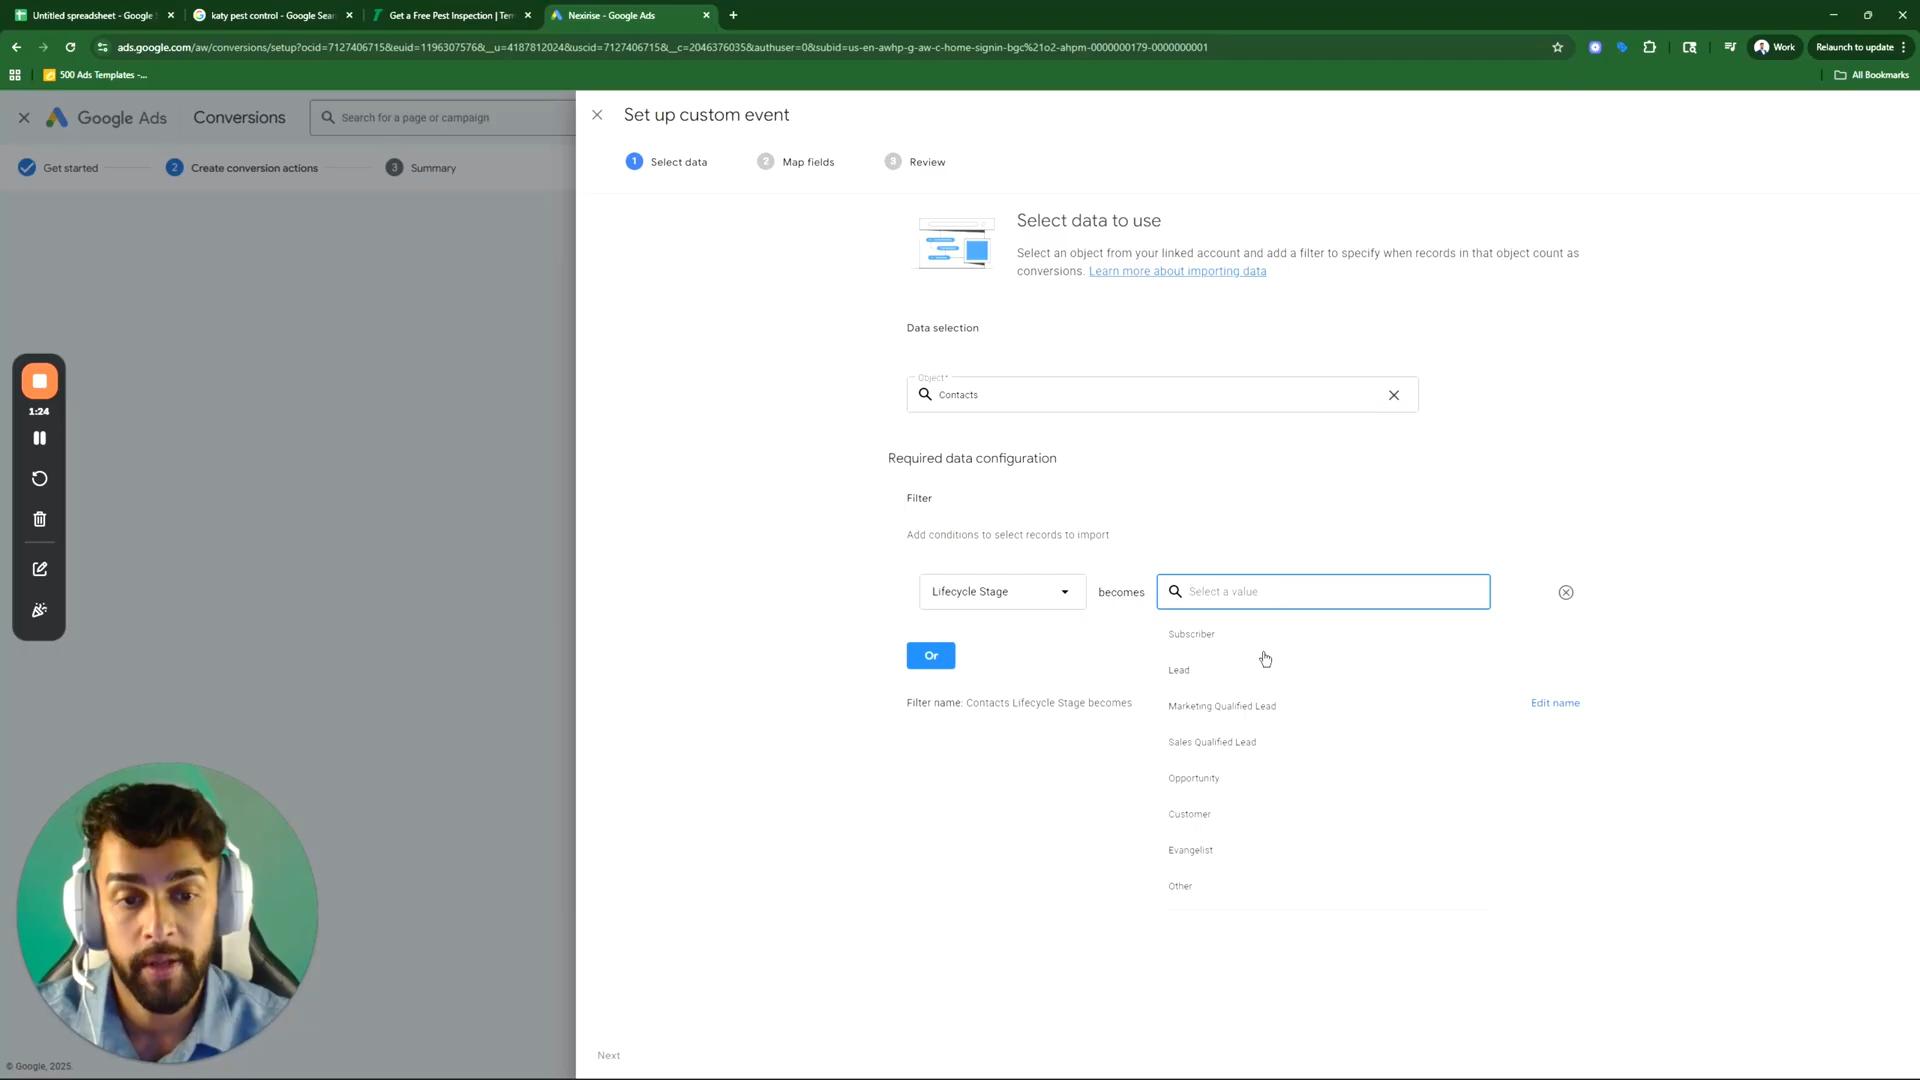 Untitled spreadsheet - Google
katy pest control - Google Sear
Get a Free Pest Inspection | Ter
Nexirise - Google Ads
ads.google.com/aw/conversions/setup?ocid=7127406715&euid=1196307576&__u=4187812024&uscid=7127406715&__c=2046376035&authuser=0&subid=us-en-awhp-g-aw-c-home-signin-bgc%21o2-ahpm-0000000179-0000000001
Work
Relaunch to update
500 Ads Templates -...
All Bookmarks
Google Ads
Conversions
Search for a page or campaign
Get started
2 Create conversion actions
3 Summary
Set up custom event
1 Select data
2 Map fields
3 Review
Select data to use
Select an object from your linked account and add a filter to specify when records in that object count as
conversions. Learn more about importing data
Data selection
Object*
Contacts
Required data configuration
Filter
Add conditions to select records to import
Lifecycle Stage
becomes
Select a value
Subscriber
Or
Lead
Filter name: Contacts Lifecycle Stage becomes
Marketing Qualified Lead
Edit name
Sales Qualified Lead
Opportunity
Customer
Evangelist
Other
Next
1:24
© Google, 2025.